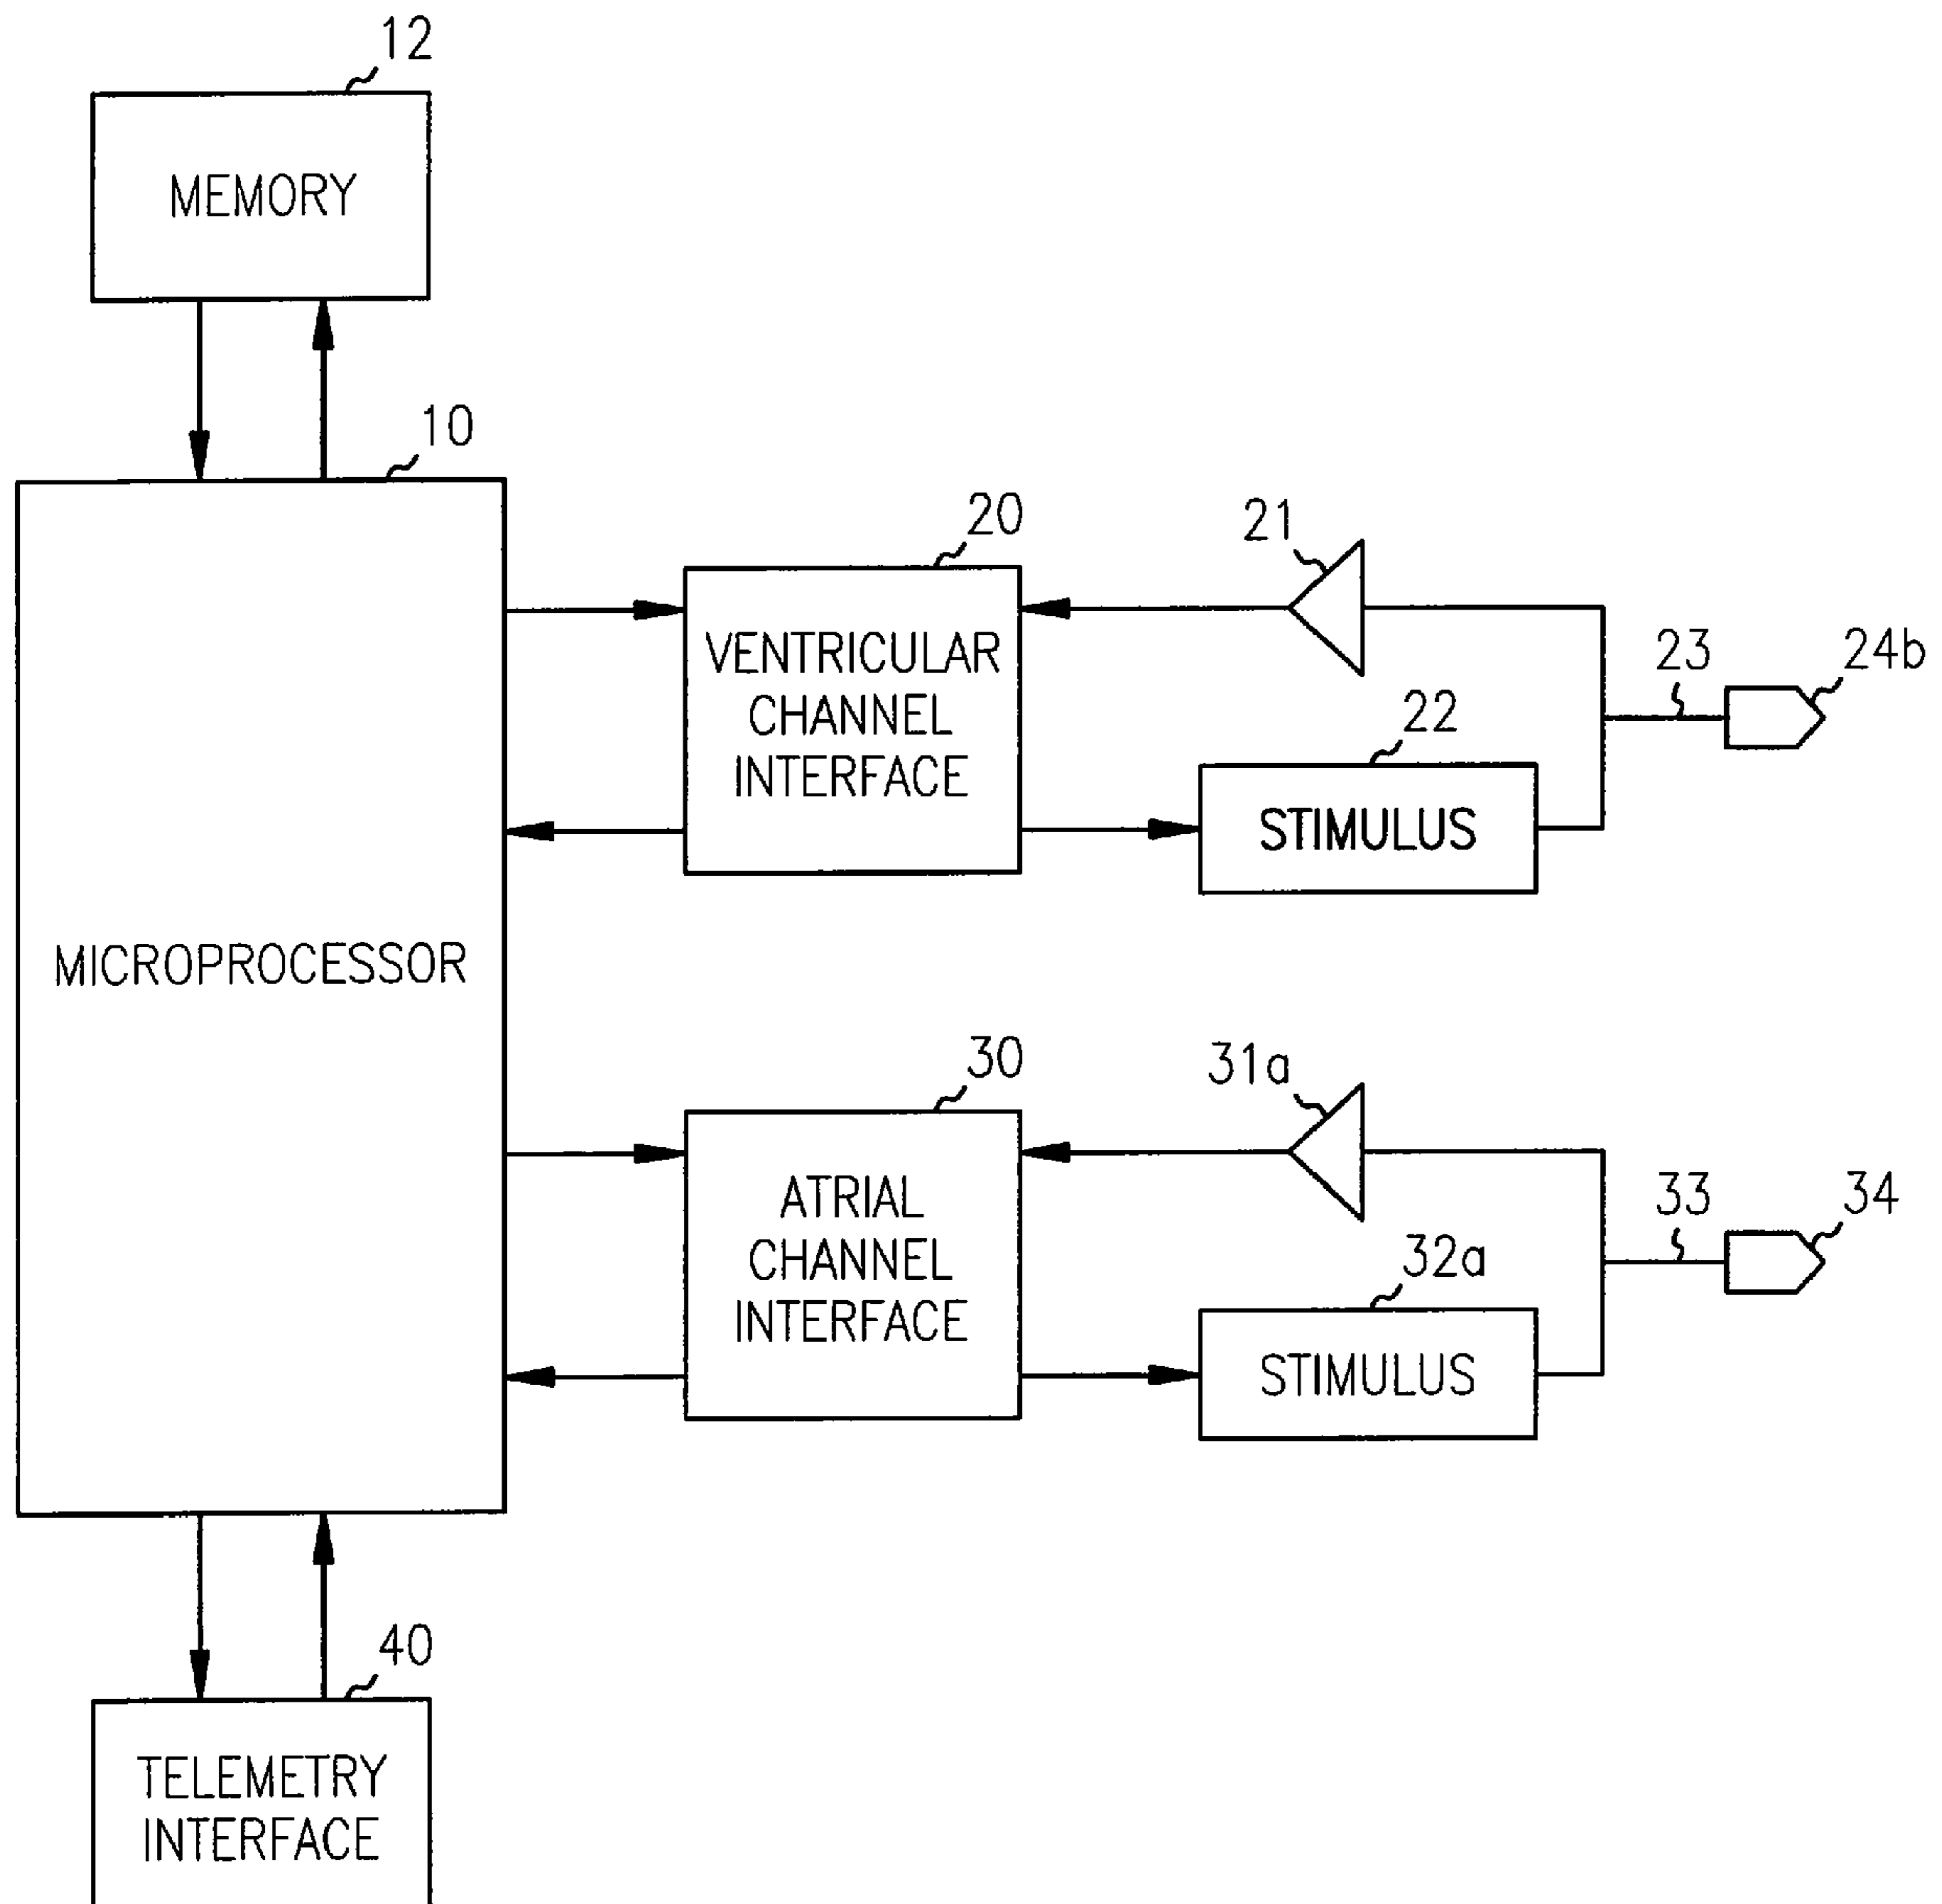 12
MEMORY
10
MICROPROCESSOR
20
VENTRICULAR
CHANNEL
INTERFACE
21
22
STIMULUS
23
24b
30
ATRIAL
CHANNEL
INTERFACE
31a
32a
STIMULUS
33
34
40
TELEMETRY
INTERFACE